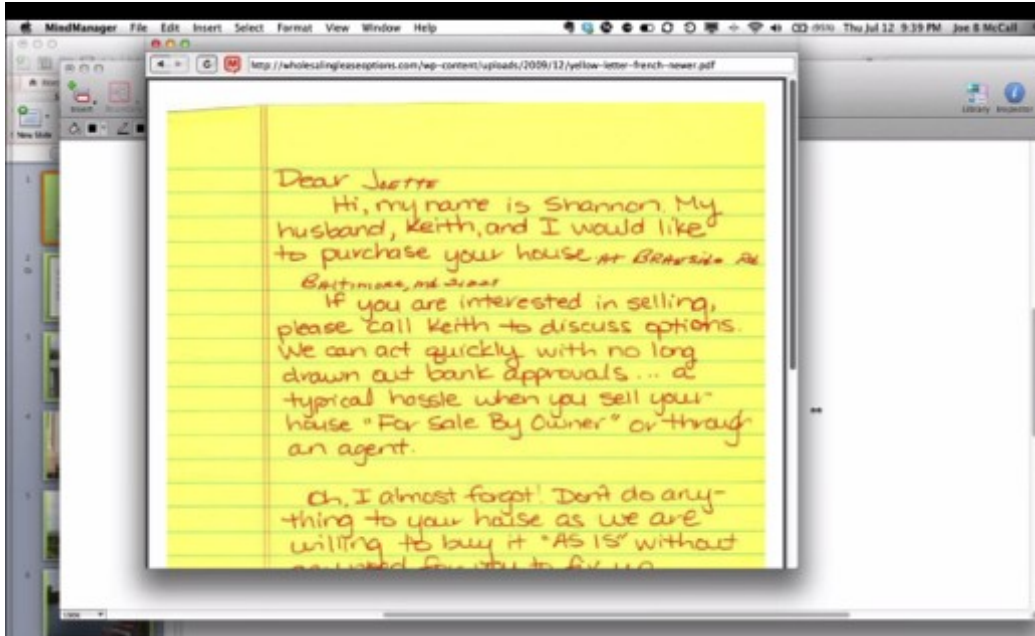 MindManager File Edit Insert Select Format View Window Help (95%) Thu Jul 12 9:39 PM Joe B McCall
http://wholesalingleaseoptions.com/wp-content/uploads/2009/12/yellow-letter-french-newer.pdf
Library Inspector
New Slide
Dear Joette
Hi, my name is Shannon. My
husband, Keith, and I would like
to purchase your house AT
Baltimore, md
If you are interested in selling,
please call Keith to discuss options.
We can act quickly with no long
drawn out bank approvals... a
typical hassle when you sell your
house "For Sale By Owner" or through
an agent.
Oh, I almost forgot! Don't do any-
thing to your house as we are
willing to buy it "AS IS" without